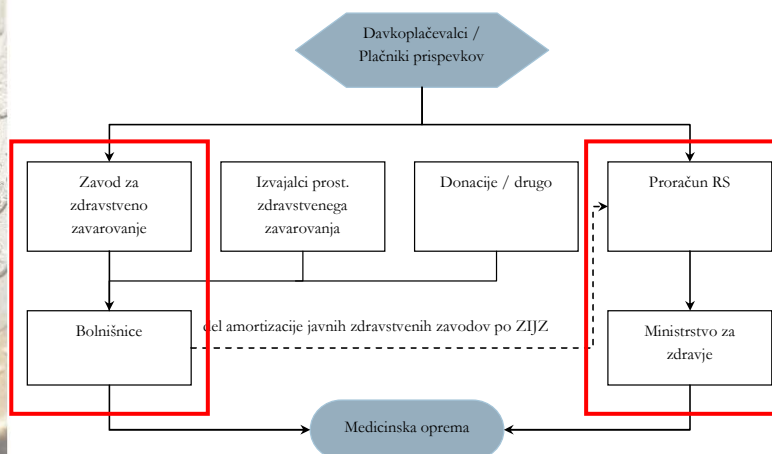 Davkoplačevalci /
Plačniki prispevkov
Zavod za
zdravstveno
zavarovanje
Izvajalci prost.
zdravstvenega
zavarovanja
Donacije / drugo
Proračun RS
Bolnišnice
del amortizacije javnih zdravstvenih zavodov po ZIJZ
Ministrstvo za
zdravje
Medicinska oprema